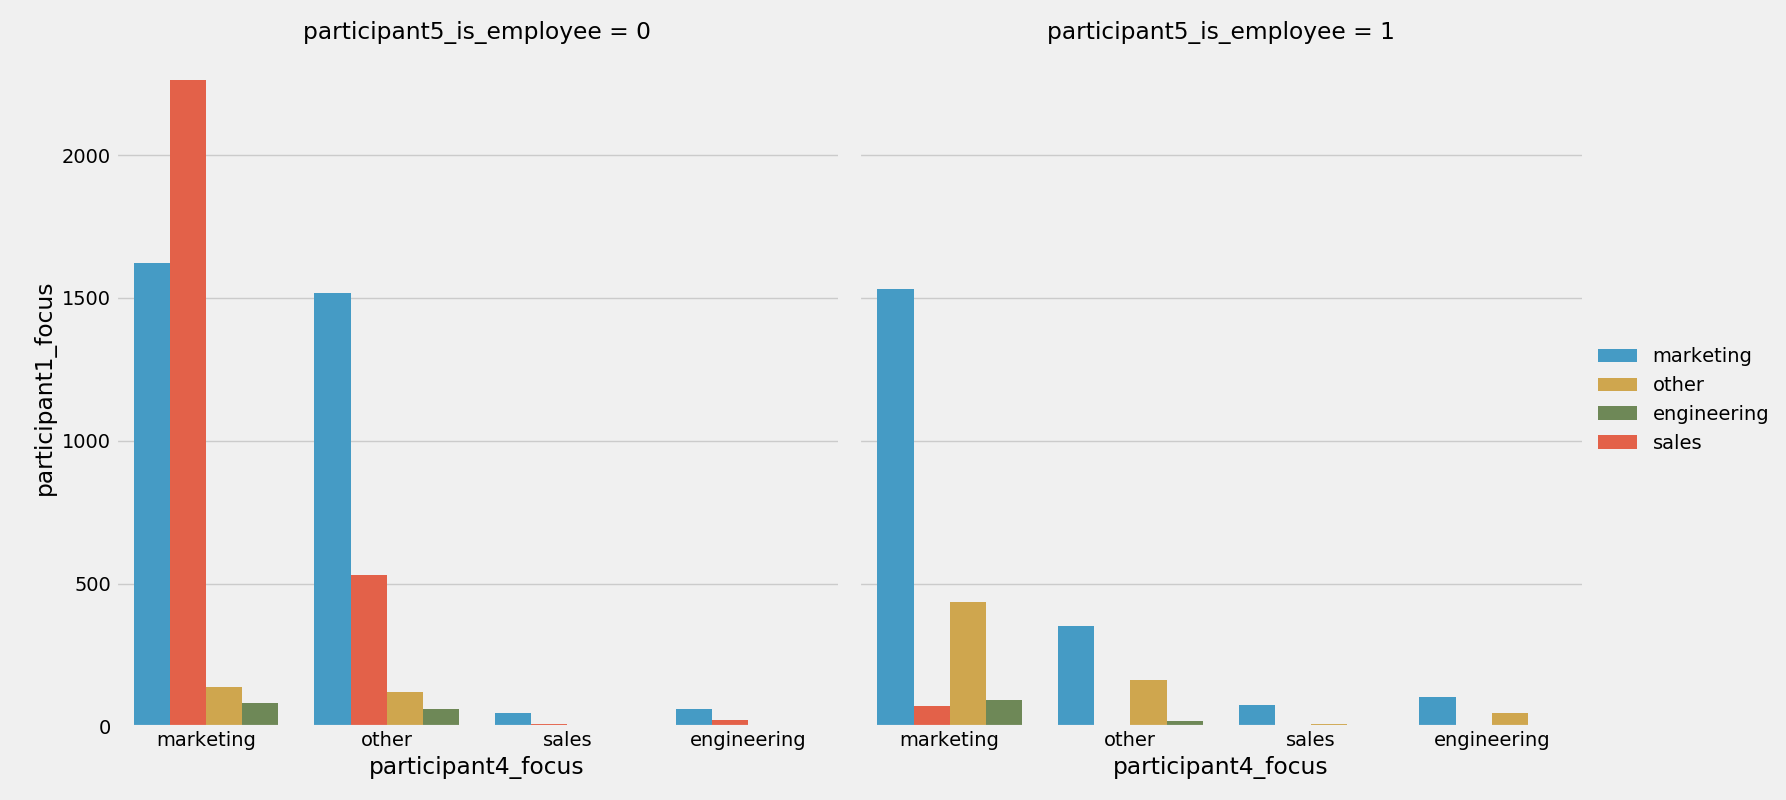 participant5_is_employee = 0
participant5_is_employee = 1
participant1_focus
2000
1500
1000
500
0
marketing
other
sales
engineering
participant4_focus
marketing
other
sales
engineering
participant4_focus
marketing
other
engineering
sales